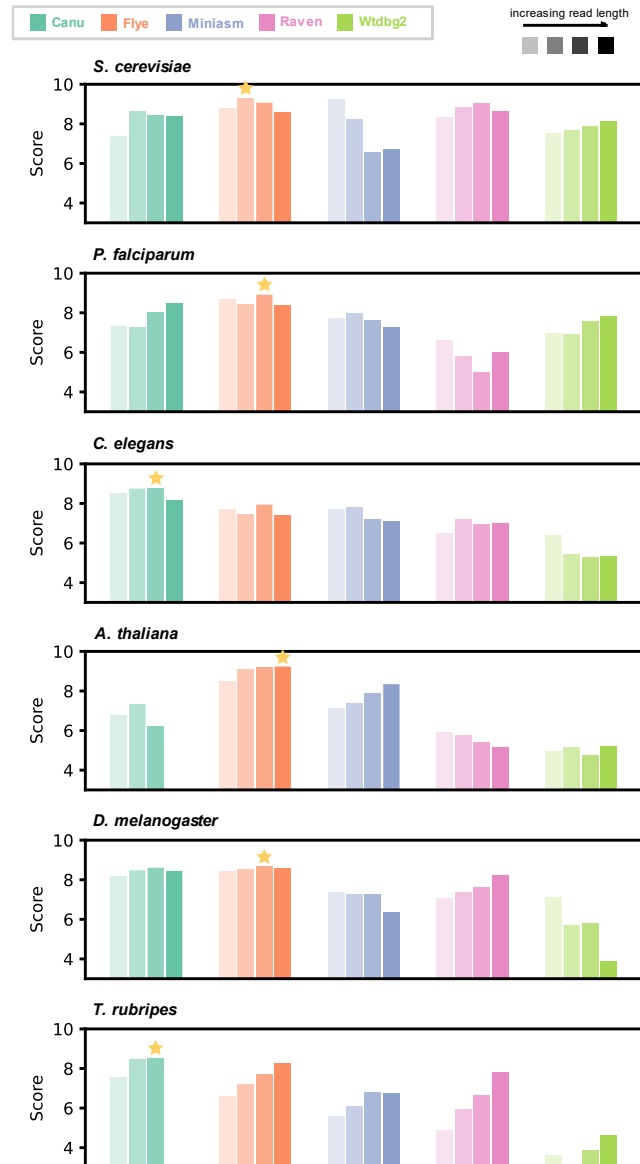 Canu Flye Miniasm Raven Wtdbg2
increasing read length
S. cerevisiae
10
8
6
4
Score
P. falciparum
10
8
6
4
Score
C. elegans
10
8
6
4
Score
A. thaliana
10
8
6
4
Score
D. melanogaster
10
8
6
4
Score
T. rubripes
10
8
6
4
Score